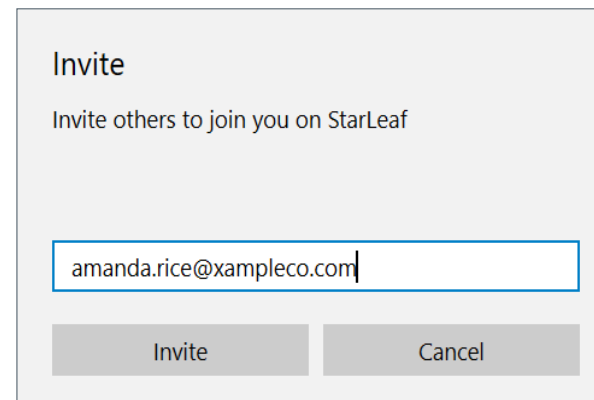 Invite
Invite others to join you on StarLeaf
amanda.rice@xampleco.com
Invite Cancel